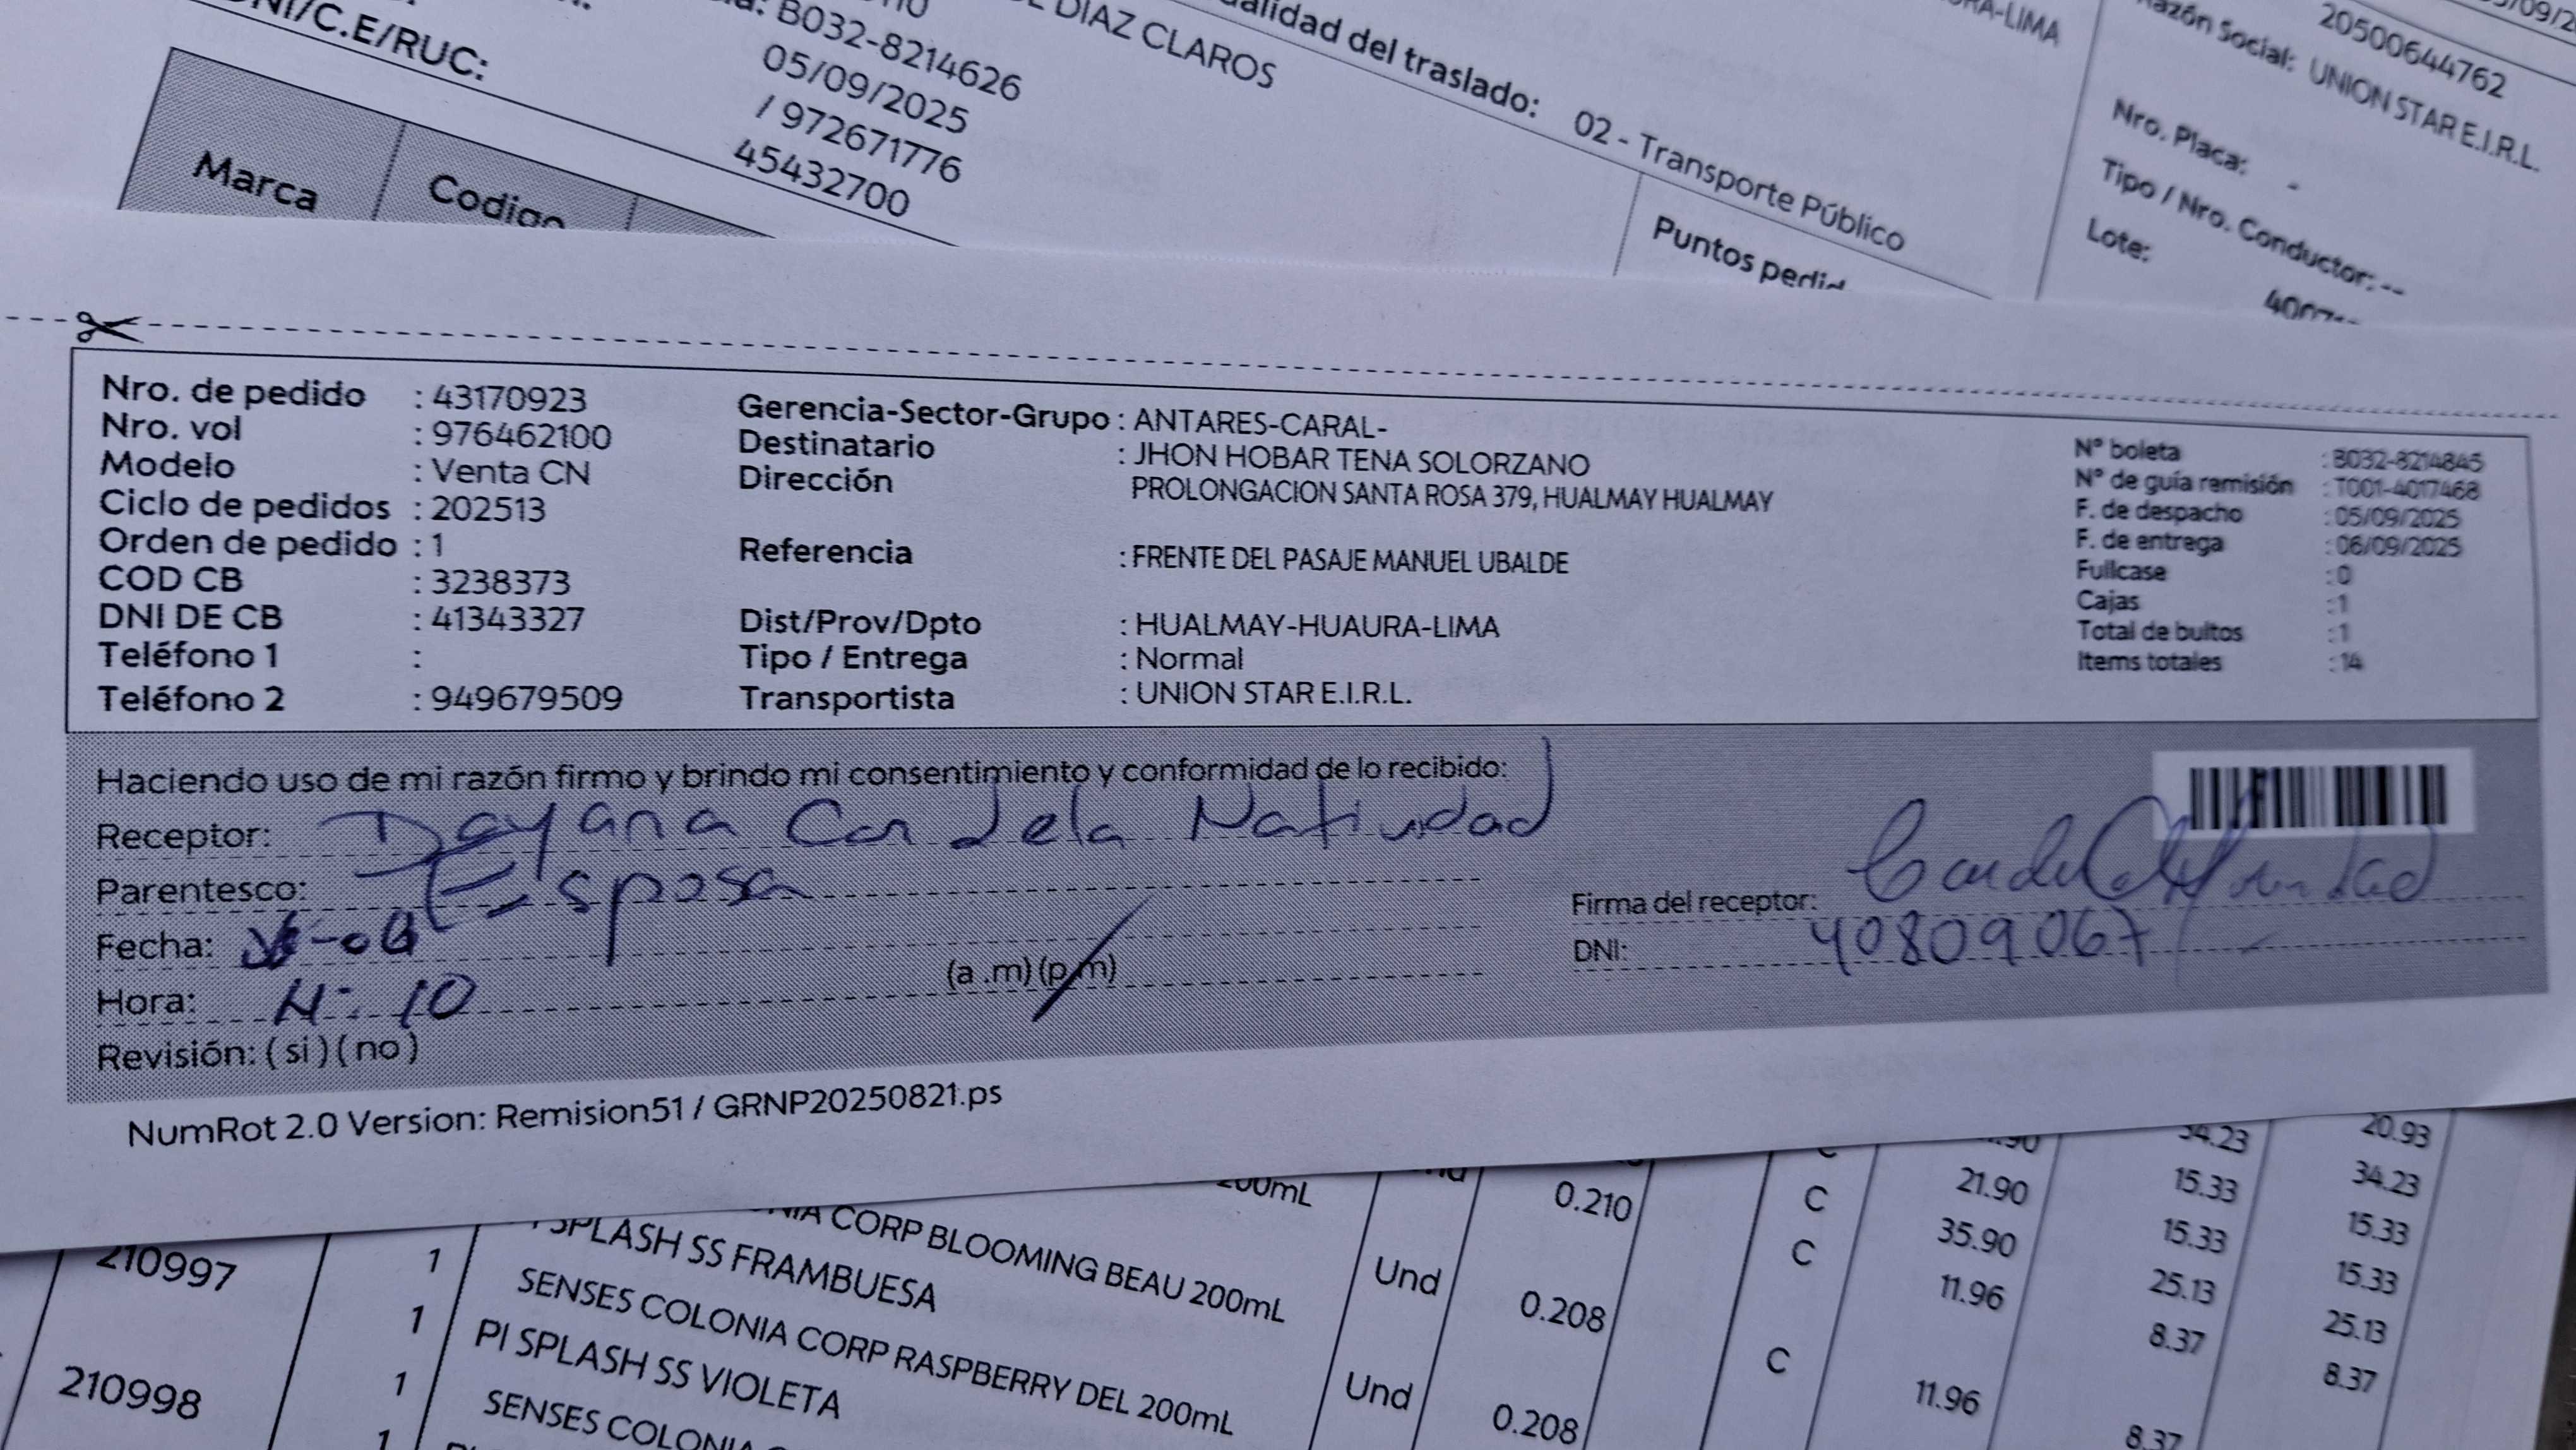 NI/C.E/RUC:
B032-8214626
05/09/2025
/ 972671776
45432700
DIAZ CLAROS
del traslado: 02 - Transporte Público
Puntos
LIMA
20500644762
Razón Social: UNION STAR E.I.R.L.
Nro. Placa: -
Tipo / Nro. Conductor: --
Lote:
Marca Codigo
Nro. de pedido : 43170923
Nro. vol : 976462100
Modelo : Venta CN
Ciclo de pedidos : 202513
Orden de pedido : 1
COD CB : 3238373
DNI DE CB : 41343327
Teléfono 1 :
Teléfono 2 : 949679509
Gerencia-Sector-Grupo : ANTARES-CARAL-
Destinatario : JHON HOBAR TENA SOLORZANO
Dirección PROLONGACION SANTA ROSA 379, HUALMAY HUALMAY
Referencia : FRENTE DEL PASAJE MANUEL UBALDE
Dist/Prov/Dpto : HUALMAY-HUAURA-LIMA
Tipo / Entrega : Normal
Transportista : UNION STAR E.I.R.L.
N° boleta : B032-8214845
N° de guía remisión : T001-4017468
F. de despacho : 05/09/2025
F. de entrega : 06/09/2025
Fullcase : 0
Cajas : 1
Total de bultos : 1
Items totales : 14
Haciendo uso de mi razón firmo y brindo mi consentimiento y conformidad de lo recibido:
Receptor: Dayana Candela Natividad
Parentesco: Esposa
Fecha:
Hora: 10 (a .m) (p.m)
Revisión: ( si ) ( no )
Firma del receptor:
DNI: 40809067
NumRot 2.0 Version: Remision51 / GRNP20250821.ps
34.23 20.93
200mL 0.210 C 21.90 15.33 34.23
CORP BLOOMING BEAU 200mL Und C 35.90 15.33 15.33
210997 1 SPLASH SS FRAMBUESA 0.208 C 11.96 25.13 15.33
1 SENSES COLONIA CORP RASPBERRY DEL 200mL Und C 8.37 25.13
210998 1 PI SPLASH SS VIOLETA 0.208 11.96 8.37
1 SENSES 8.37